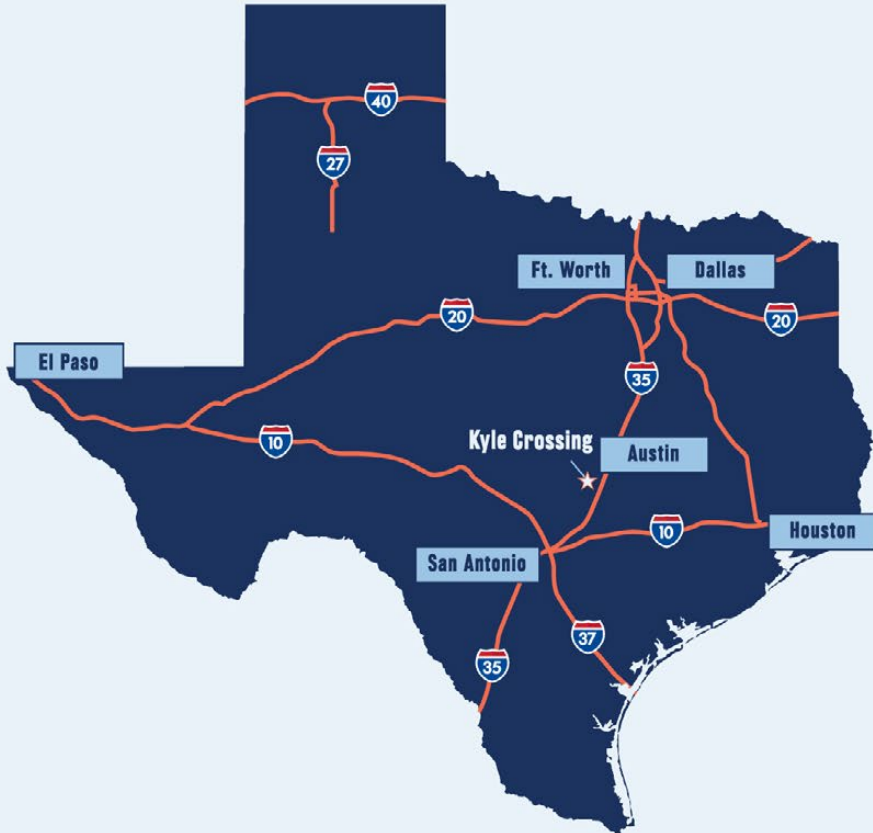 40
27
Ft. Worth
Dallas
20
20
El Paso
35
10
Kyle Crossing
Austin
10
Houston
San Antonio
37
35